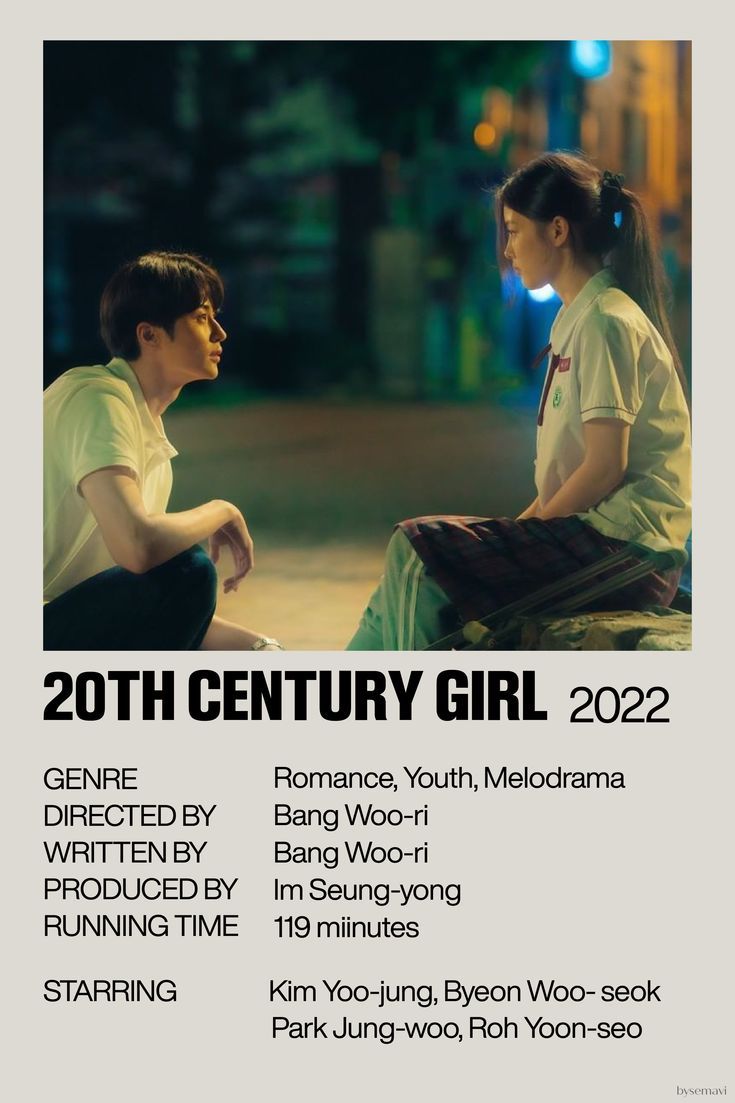 20TH CENTURY GIRL 2022
GENRE Romance, Youth, Melodrama
DIRECTED BY Bang Woo-ri
WRITTEN BY Bang Woo-ri
PRODUCED BY Im Seung-yong
RUNNING TIME 119 miinutes
STARRING Kim Yoo-jung, Byeon Woo- seok
Park Jung-woo, Roh Yoon-seo
bysemavi